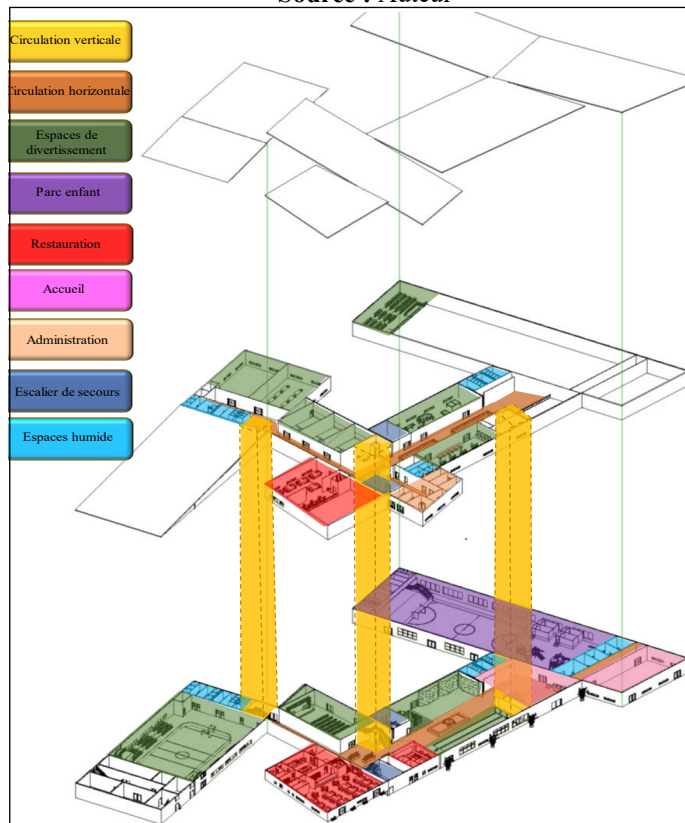 Source : Auteur
Circulation verticale
Circulation horizontale
Espaces de
divertissement
Parc enfant
Restauration
Accueil
Administration
Escalier de secours
Espaces humide